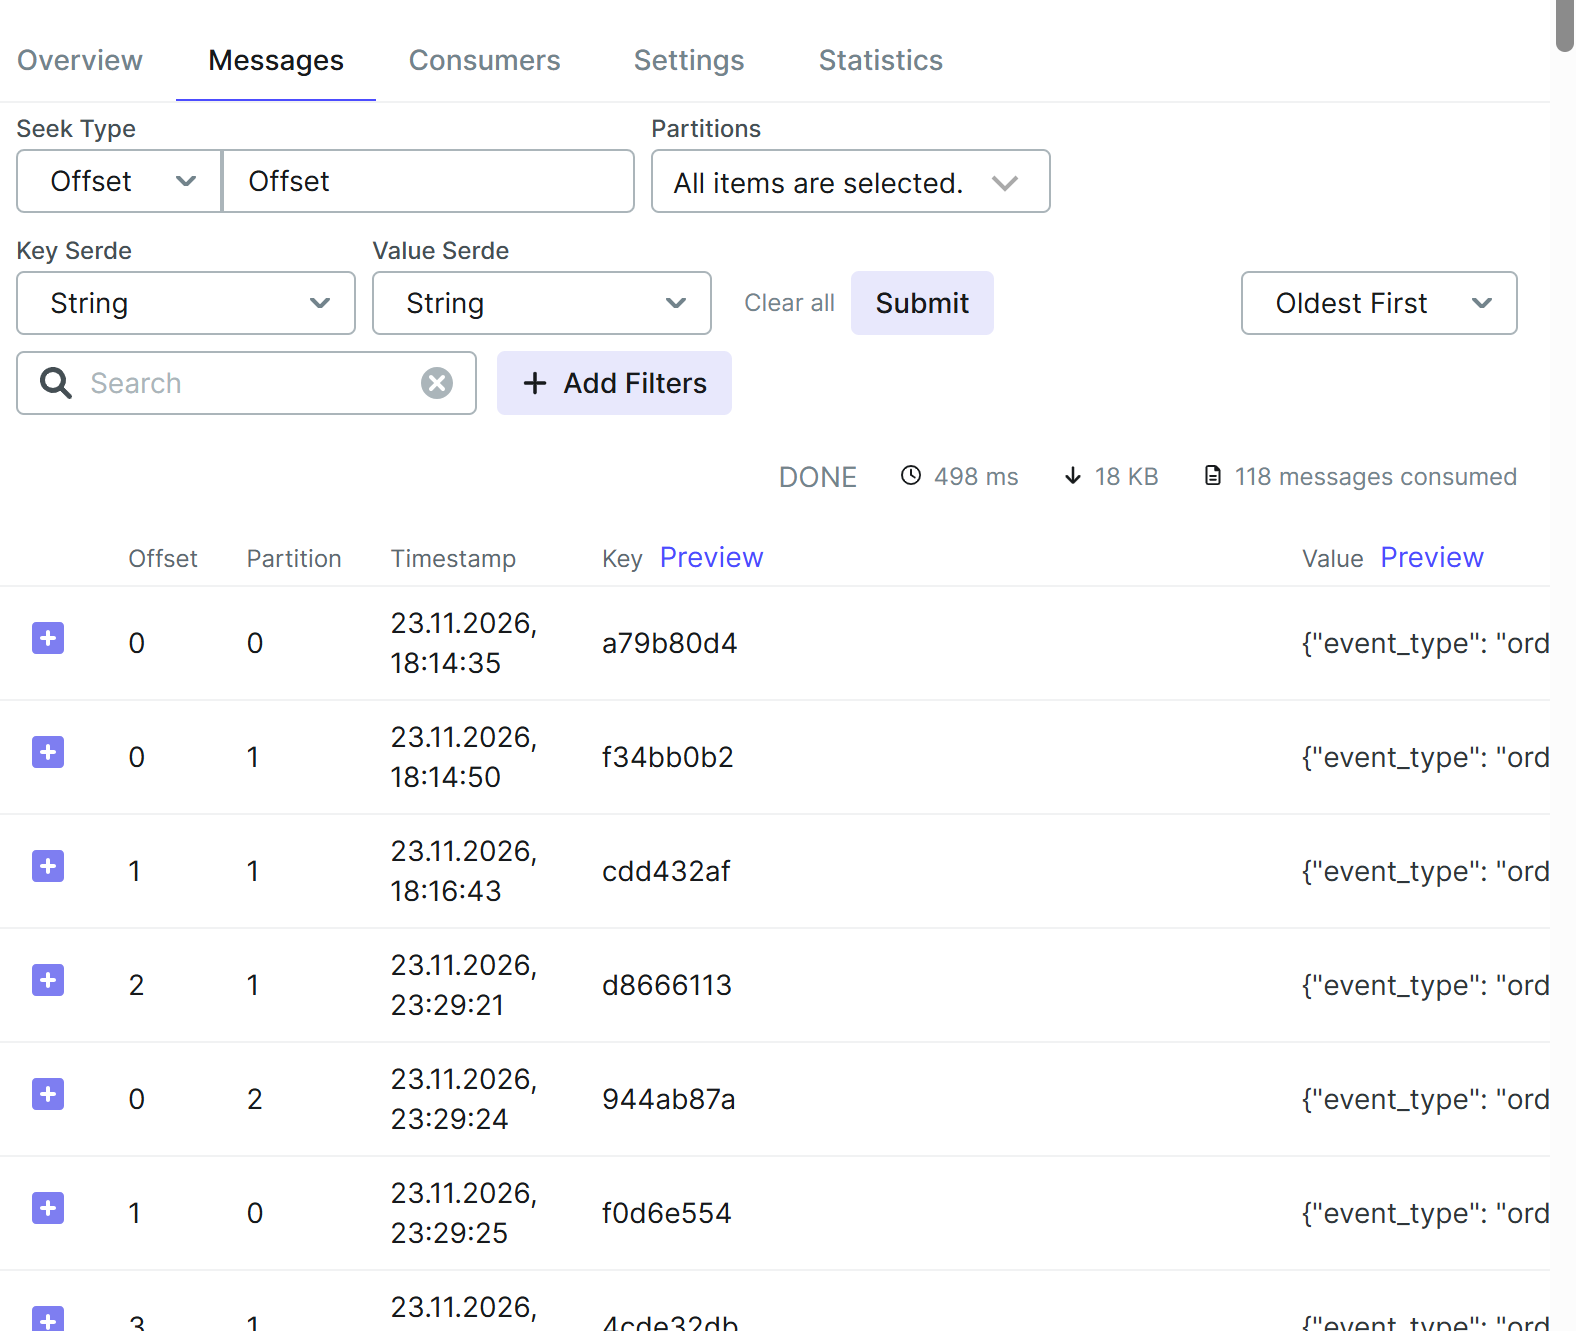 Overview Messages Consumers Settings Statistics
Seek Type Partitions
Offset Offset All items are selected.
Key Serde Value Serde
String String Clear all Submit Oldest First
Search Add Filters
DONE 498 ms 18 KB 118 messages consumed
Offset Partition Timestamp Key Preview Value Preview
0 0 23.11.2026, 18:14:35 a79b80d4 {"event_type": "ord
0 1 23.11.2026, 18:14:50 f34bb0b2 {"event_type": "ord
1 1 23.11.2026, 18:16:43 cdd432af {"event_type": "ord
2 1 23.11.2026, 23:29:21 d8666113 {"event_type": "ord
0 2 23.11.2026, 23:29:24 944ab87a {"event_type": "ord
1 0 23.11.2026, 23:29:25 f0d6e554 {"event_type": "ord
3 1 23.11.2026, 4cde32db {"event_type": "ord